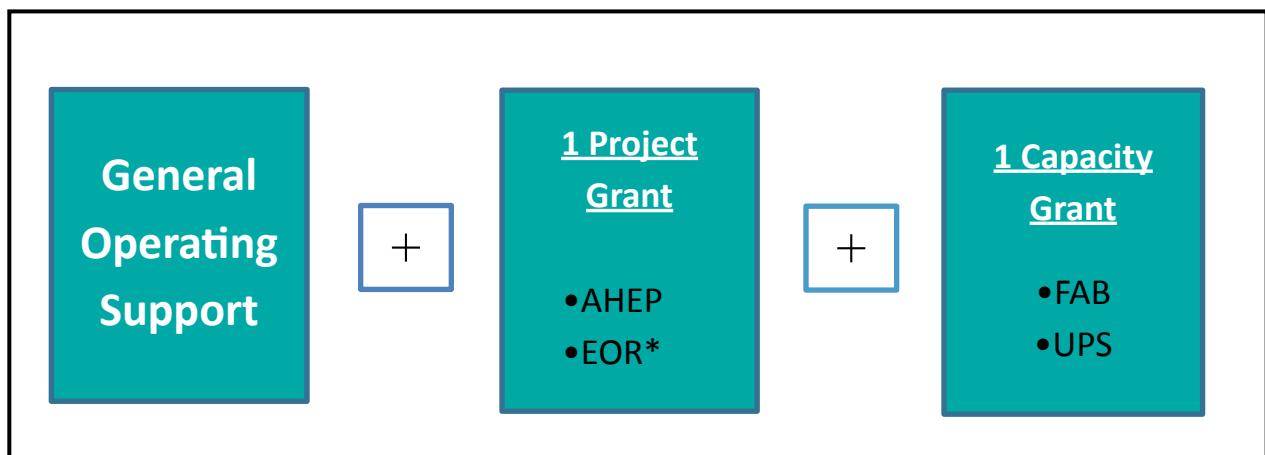 General
Operating
Support
+
1 Project
Grant
•AHEP
•EOR*
+
1 Capacity
Grant
•FAB
•UPS